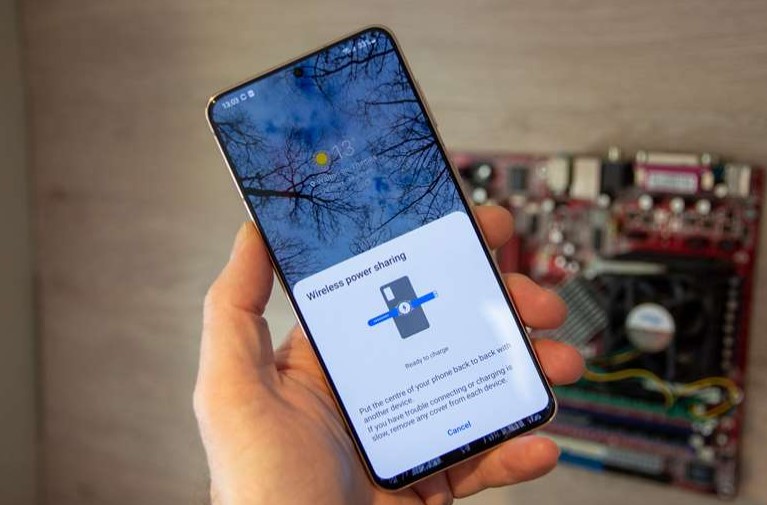 13:03
13
Wireless power sharing
Ready to charge
Put the centre of your phone back to back with
another device.
If you have trouble connecting or charging is
slow, remove any cover from each device.
Cancel